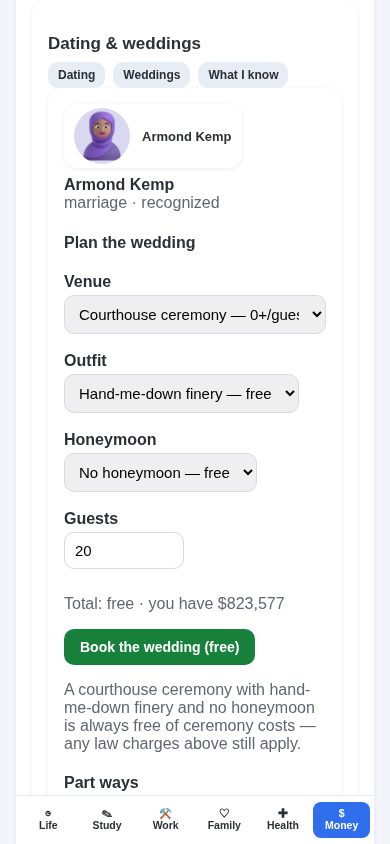 Dating & weddings
Dating
Weddings
What I know
Armond Kemp
Armond Kemp
marriage · recognized
Plan the wedding
Venue
Courthouse ceremony — 0+/gues
Outfit
Hand-me-down finery — free
Honeymoon
No honeymoon — free
Guests
20
Total: free · you have $823,577
Book the wedding (free)
A courthouse ceremony with hand-
me-down finery and no honeymoon
is always free of ceremony costs —
any law charges above still apply.
Part ways
Life
Study
Work
Family
Health
$
Money